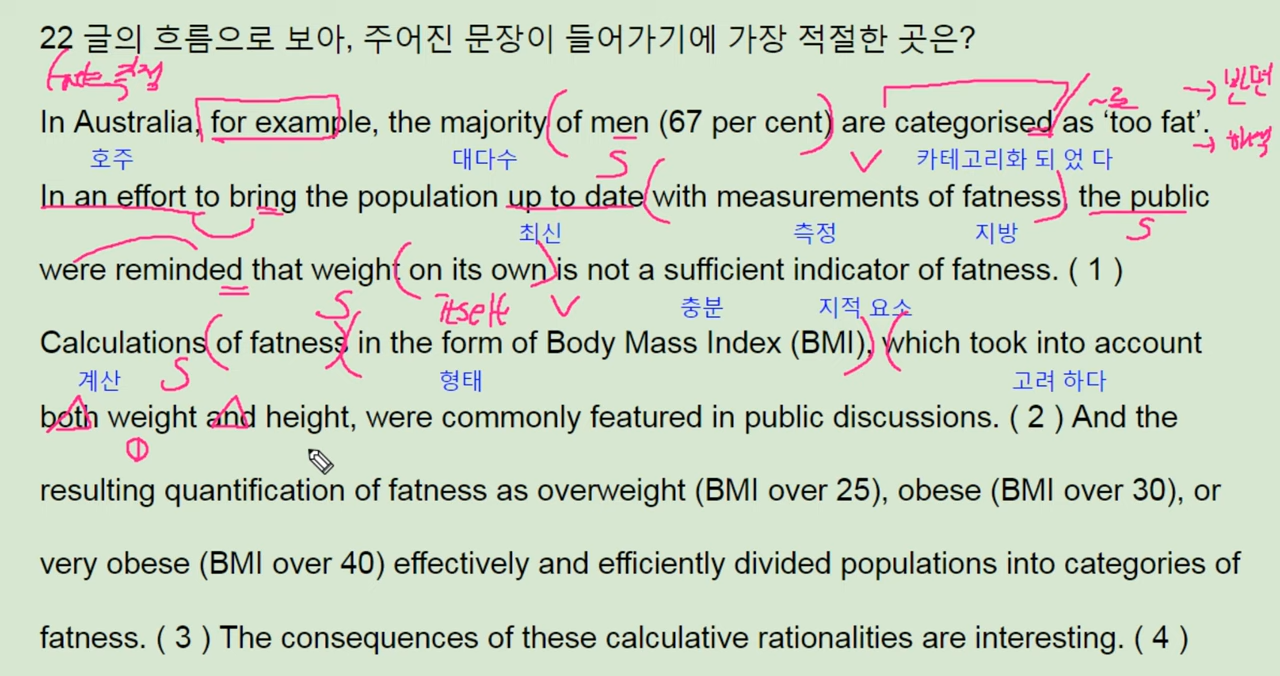 22 글의 흐름으로 보아, 주어진 문장이 들어가기에 가장 적절한 곳은?
→ 반면
~로
In Australia, for example, the majority of men (67 per cent) are categorised as ‘too fat’.
호주 대다수 S V 카테고리화 되 었 다
In an effort to bring the population up to date with measurements of fatness, the public
최신 측정 지방 S
were reminded that weight on its own is not a sufficient indicator of fatness. ( 1 )
S itself V 충분 지적 요소
Calculations of fatness in the form of Body Mass Index (BMI), which took into account
계산 S 형태 고려 하다
both weight and height, were commonly featured in public discussions. ( 2 ) And the
①
resulting quantification of fatness as overweight (BMI over 25), obese (BMI over 30), or
very obese (BMI over 40) effectively and efficiently divided populations into categories of
fatness. ( 3 ) The consequences of these calculative rationalities are interesting. ( 4 )